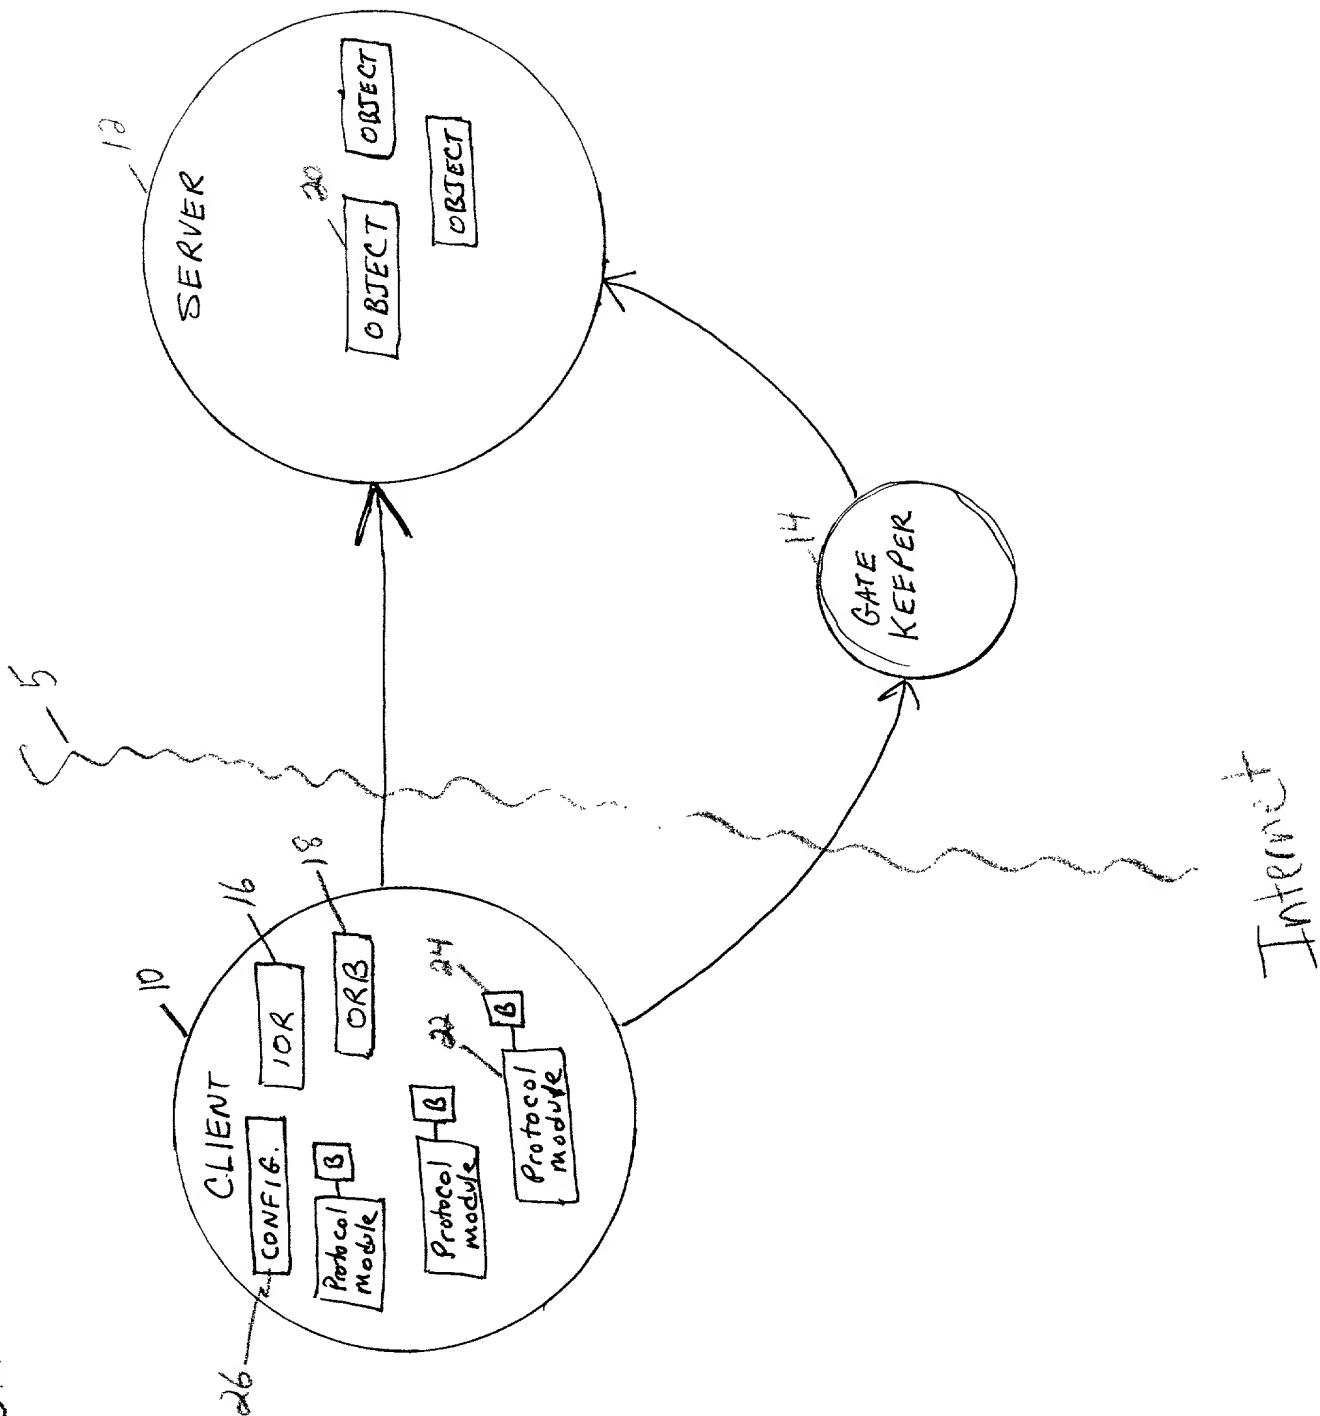 10
CLIENT
26
CONFIG.
IOR
16
ORB
18
Protocol
Module
B
Protocol
module
B
22
Protocol
module
B
24
5
Internet
12
SERVER
20
OBJECT
OBJECT
OBJECT
14
GATE
KEEPER